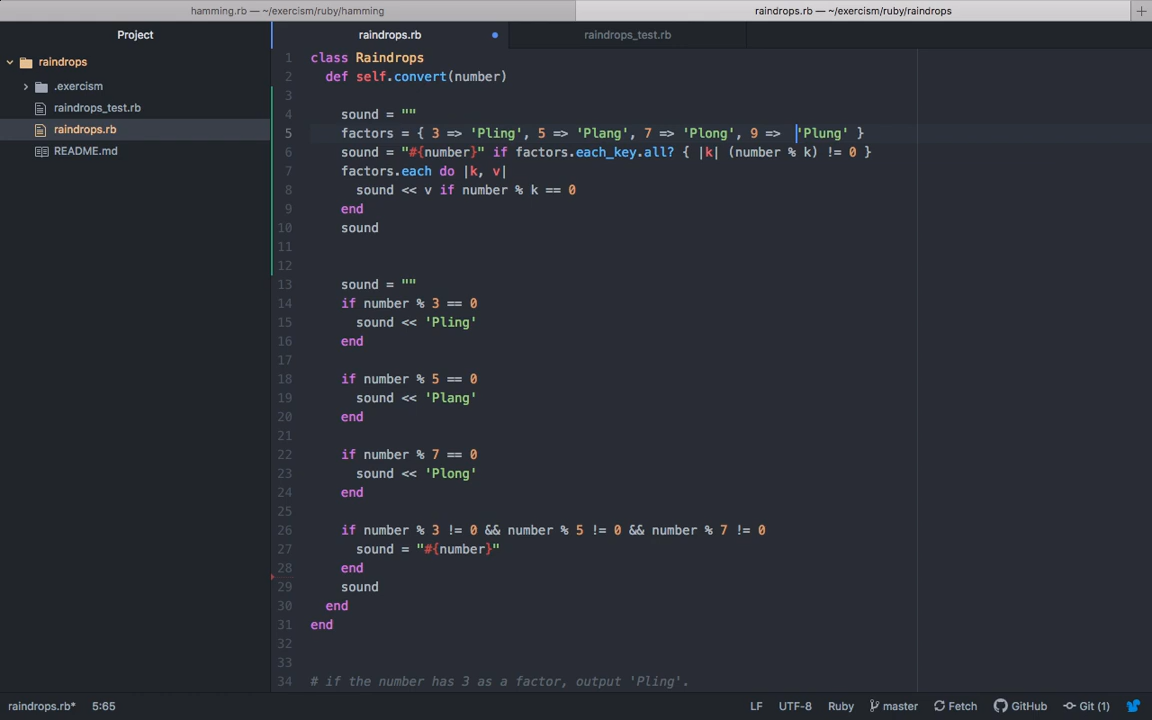 hamming.rb — ~/exercism/ruby/hamming
raindrops.rb — ~/exercism/ruby/raindrops
Project
raindrops.rb
raindrops_test.rb
raindrops
.exercism
raindrops_test.rb
raindrops.rb
README.md
1 class Raindrops
2 def self.convert(number)
3
4 sound = ""
5 factors = { 3 => 'Pling', 5 => 'Plang', 7 => 'Plong', 9 =>  'Plung' }
6 sound = "#{number}" if factors.each_key.all? { |k| (number % k) != 0 }
7 factors.each do |k, v|
8 sound << v if number % k == 0
9 end
10 sound
11
12
13 sound = ""
14 if number % 3 == 0
15 sound << 'Pling'
16 end
17
18 if number % 5 == 0
19 sound << 'Plang'
20 end
21
22 if number % 7 == 0
23 sound << 'Plong'
24 end
25
26 if number % 3 != 0 && number % 5 != 0 && number % 7 != 0
27 sound = "#{number}"
28 end
29 sound
30 end
31 end
32
33
34 # if the number has 3 as a factor, output 'Pling'.
raindrops.rb* 5:65 LF UTF-8 Ruby master Fetch GitHub Git (1)